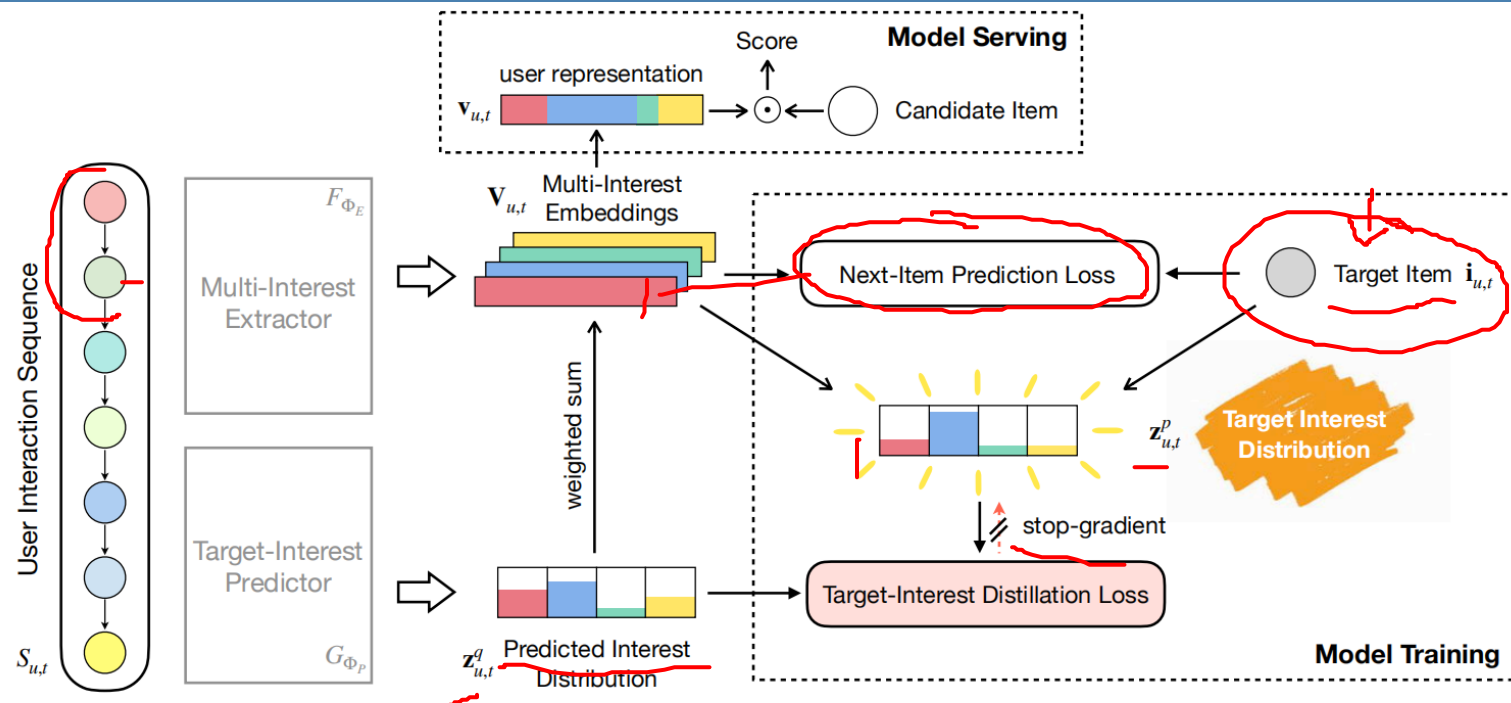 Model Serving
Score
user representation
v_{u,t}
Candidate Item
V_{u,t}
Multi-Interest
Embeddings
User Interaction Sequence
S_{u,t}
F_{Φ_E}
Multi-Interest
Extractor
Next-Item Prediction Loss
Target Item i_{u,t}
weighted sum
z^p_{u,t}
Target Interest
Distribution
stop-gradient
Target-Interest
Predictor
G_{Φ_P}
Target-Interest Distillation Loss
z^q_{u,t}
Predicted Interest
Distribution
Model Training